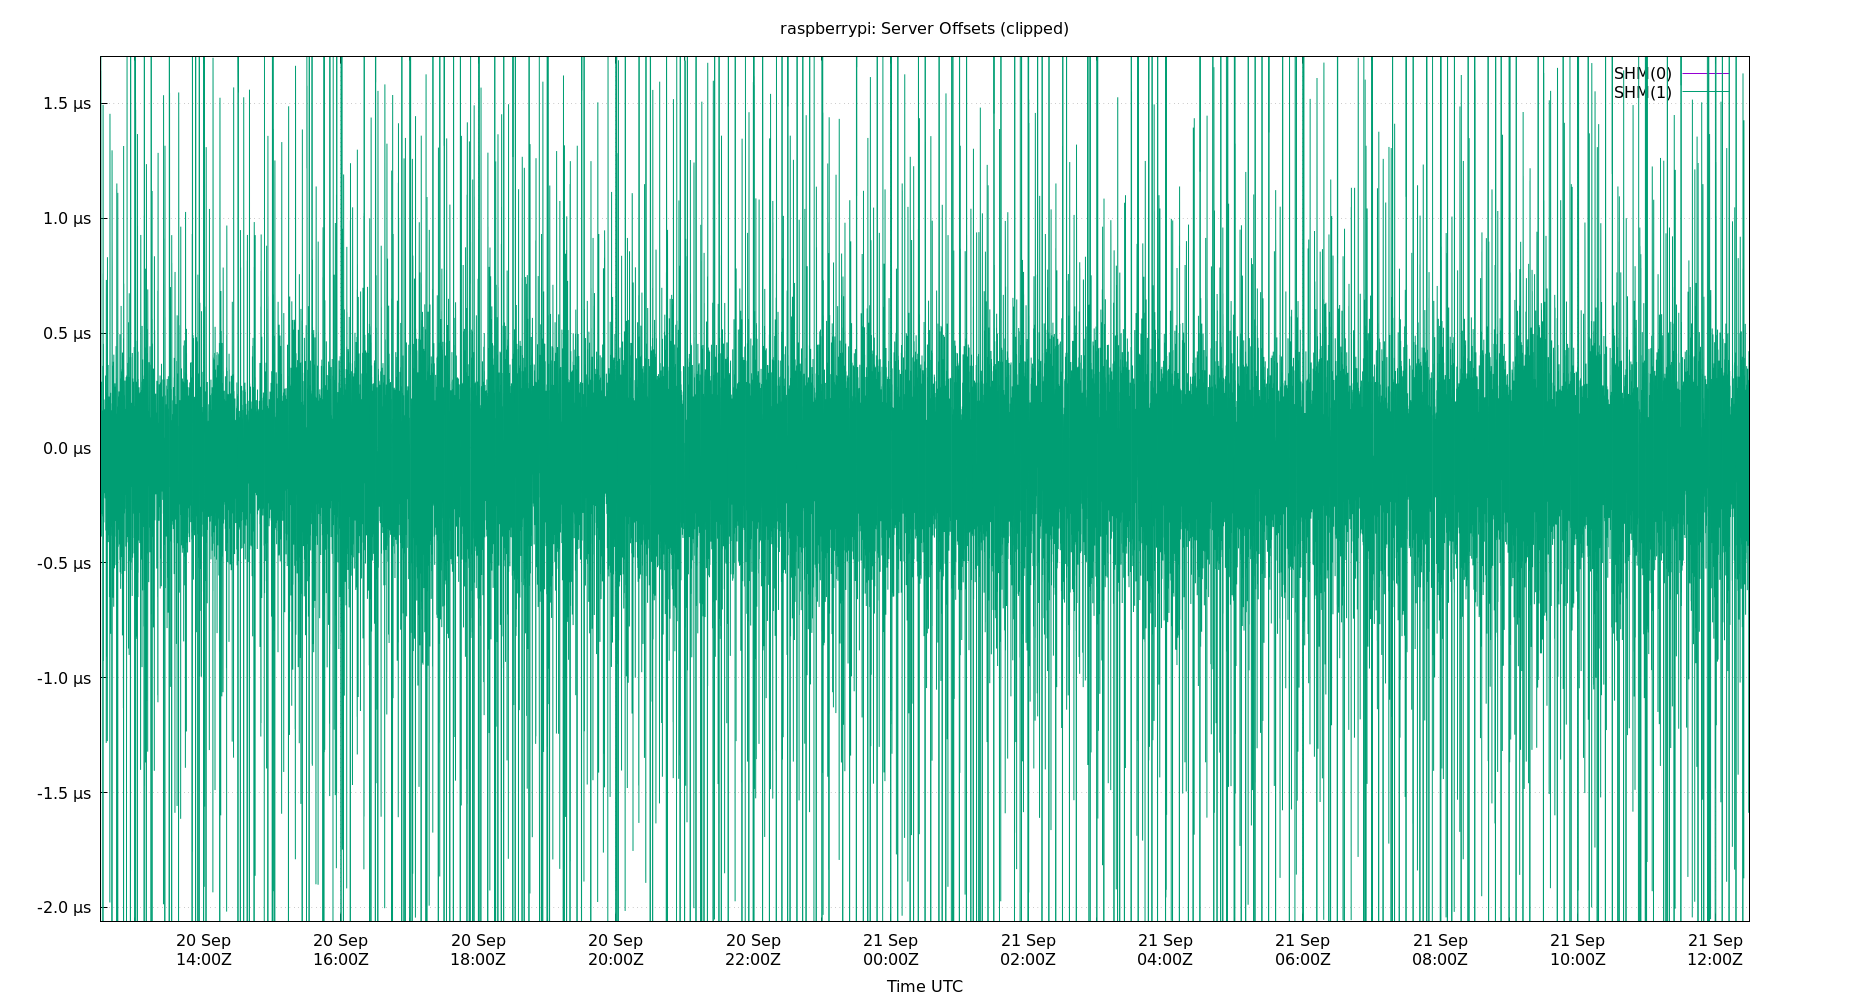 raspberrypi: Server Offsets (clipped)
SHM(0)
SHM(1)
1.5 µs
1.0 µs
0.5 µs
0.0 µs
-0.5 µs
-1.0 µs
-1.5 µs
-2.0 µs
20 Sep 20 Sep 20 Sep 20 Sep 20 Sep 21 Sep 21 Sep 21 Sep 21 Sep 21 Sep 21 Sep 21 Sep
14:00Z 16:00Z 18:00Z 20:00Z 22:00Z 00:00Z 02:00Z 04:00Z 06:00Z 08:00Z 10:00Z 12:00Z
Time UTC